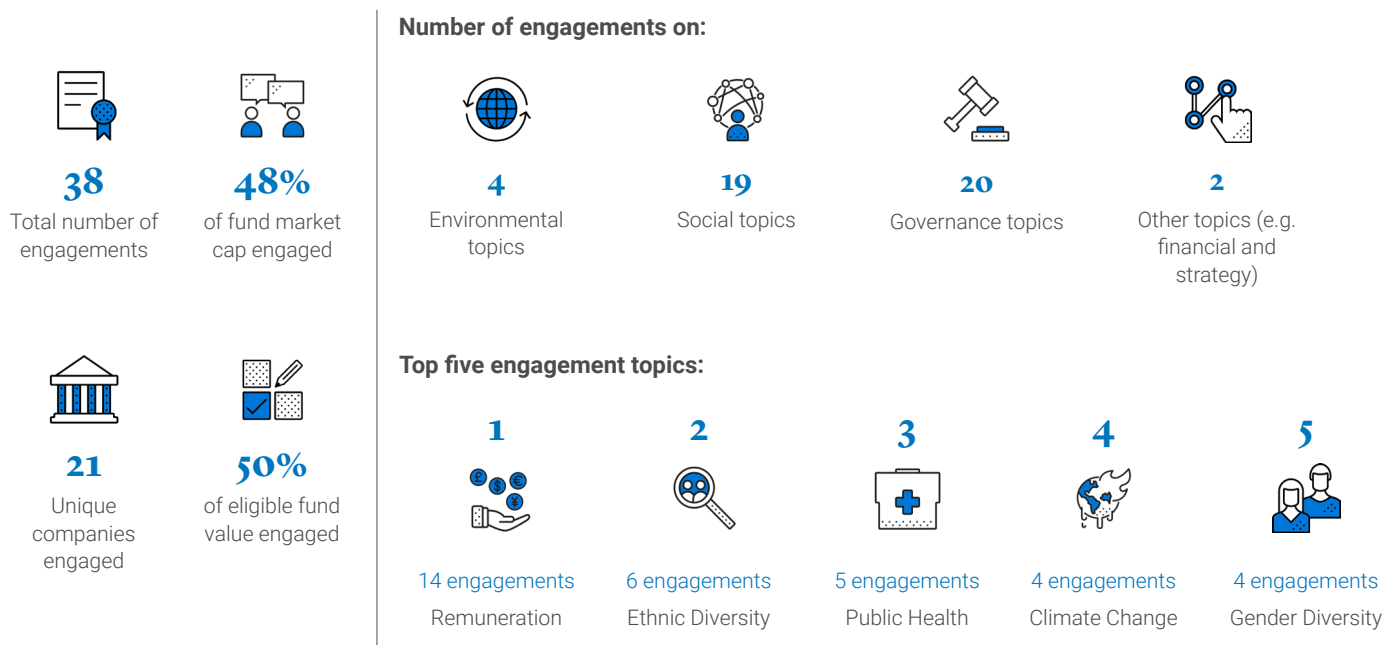 38
Total number of
engagements
48%
of fund market
cap engaged
21
Unique
companies
engaged
50%
of eligible fund
value engaged
Number of engagements on:
4
Environmental
topics
19
Social topics
20
Governance topics
2
Other topics (e.g.
financial and
strategy)
Top five engagement topics:
1
£
$
€
¥
14 engagements
Remuneration
2
6 engagements
Ethnic Diversity
3
5 engagements
Public Health
4
4 engagements
Climate Change
5
4 engagements
Gender Diversity